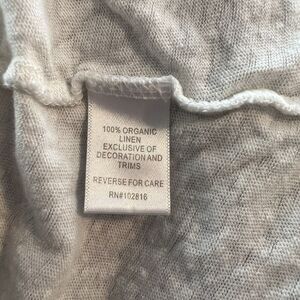 100% ORGANIC
LINEN
EXCLUSIVE OF
DECORATION AND
TRIMS
REVERSE FOR CARE
RN#102816